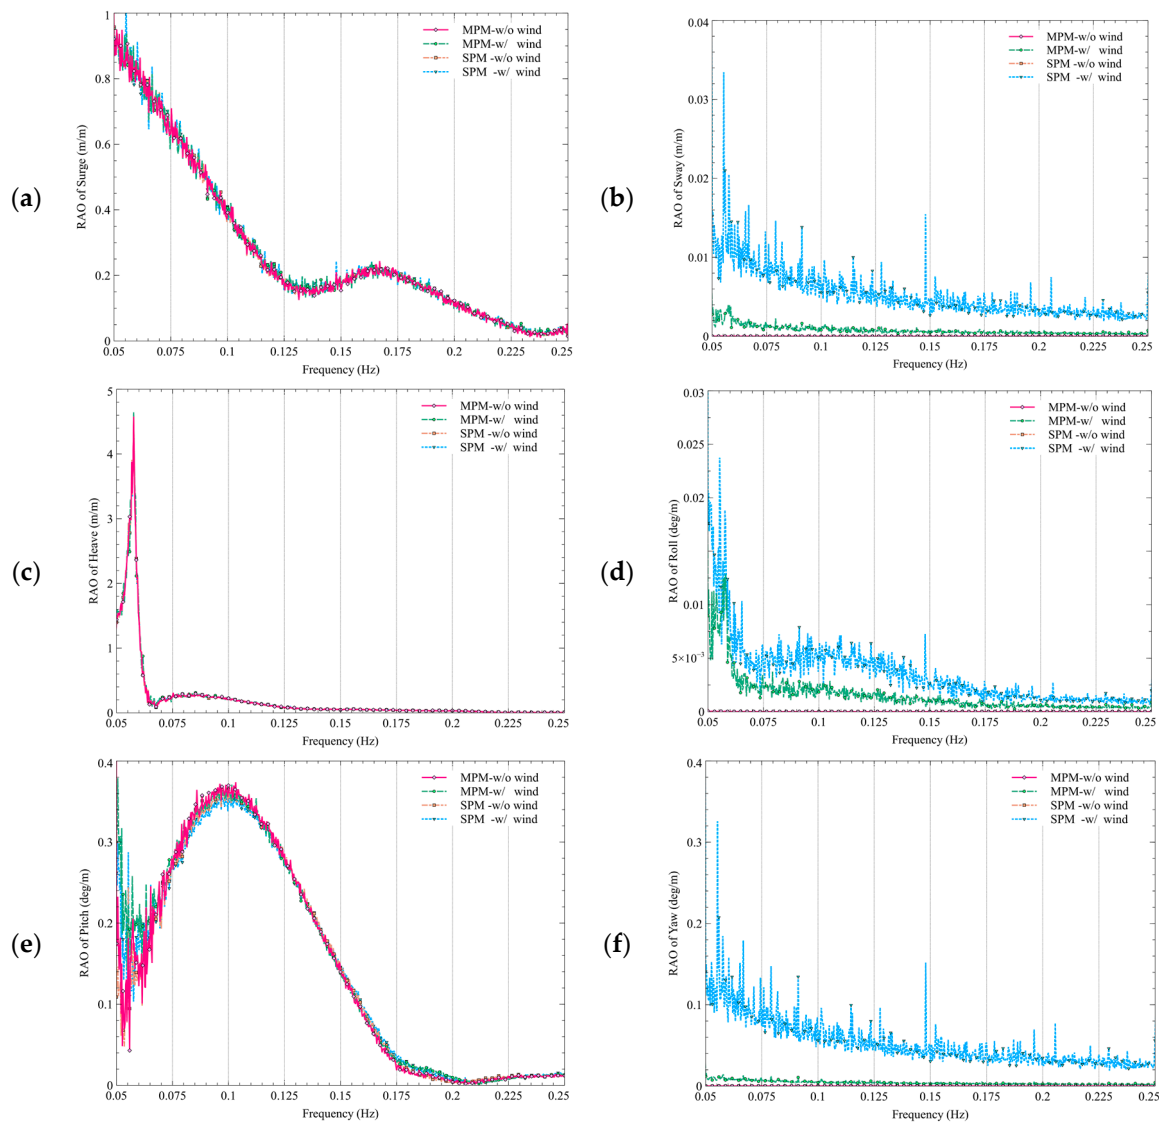 (a)
RAO of Surge (m/m)
1
0.8
0.6
0.4
0.2
0
MPM-w/o wind
MPM-w/ wind
SPM -w/o wind
SPM -w/ wind
0.05 0.075 0.1 0.125 0.15 0.175 0.2 0.225 0.25
Frequency (Hz)
(b)
RAO of Sway (m/m)
0.04
0.03
0.02
0.01
0
MPM-w/o wind
MPM-w/ wind
SPM -w/o wind
SPM -w/ wind
0.05 0.075 0.1 0.125 0.15 0.175 0.2 0.225 0.25
Frequency (Hz)
(c)
RAO of Heave (m/m)
5
4
3
2
1
0
MPM-w/o wind
MPM-w/ wind
SPM -w/o wind
SPM -w/ wind
0.05 0.075 0.1 0.125 0.15 0.175 0.2 0.225 0.25
Frequency (Hz)
(d)
RAO of Roll (deg/m)
0.03
0.025
0.02
0.01
5×10⁻³
0
MPM-w/o wind
MPM-w/ wind
SPM -w/o wind
SPM -w/ wind
0.05 0.075 0.1 0.125 0.15 0.175 0.2 0.225 0.25
Frequency (Hz)
(e)
RAO of Pitch (deg/m)
0.4
0.3
0.2
0.1
0
MPM-w/o wind
MPM-w/ wind
SPM -w/o wind
SPM -w/ wind
0.05 0.075 0.1 0.125 0.15 0.175 0.2 0.225 0.25
Frequency (Hz)
(f)
RAO of Yaw (deg/m)
0.4
0.3
0.2
0.1
0
MPM-w/o wind
MPM-w/ wind
SPM -w/o wind
SPM -w/ wind
0.05 0.075 0.1 0.125 0.15 0.175 0.2 0.225 0.25
Frequency (Hz)